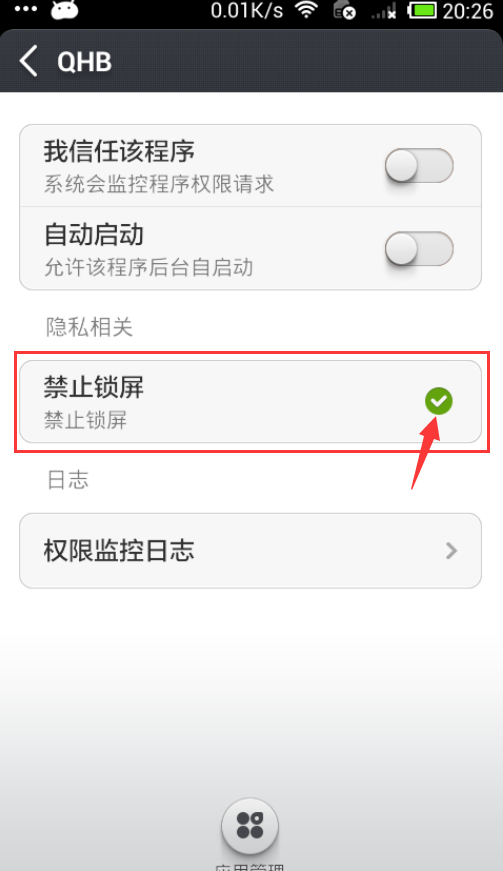 0.01K/s 20:26
QHB
我信任该程序
系统会监控程序权限请求
自动启动
允许该程序后台自启动
隐私相关
禁止锁屏
禁止锁屏
日志
权限监控日志
应用管理